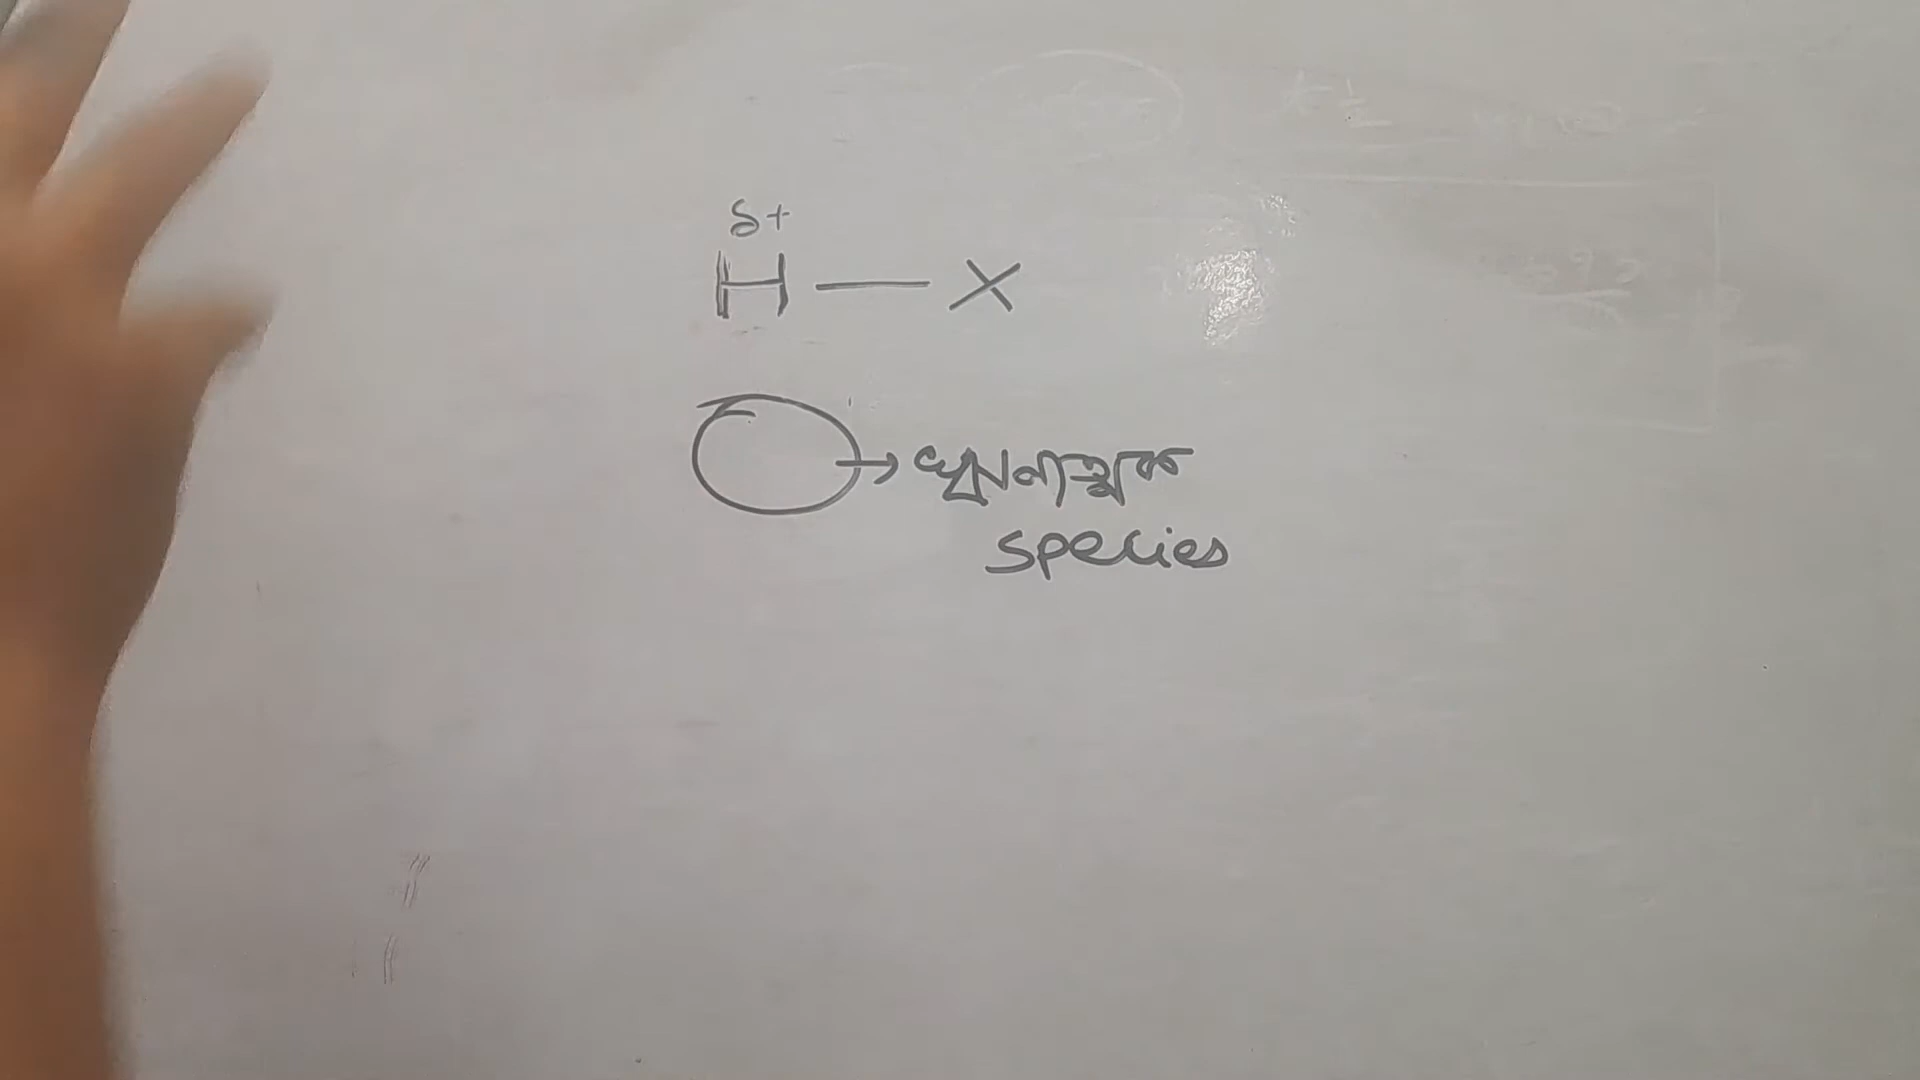 δ+
H — X
→ ঋণাত্মক
species